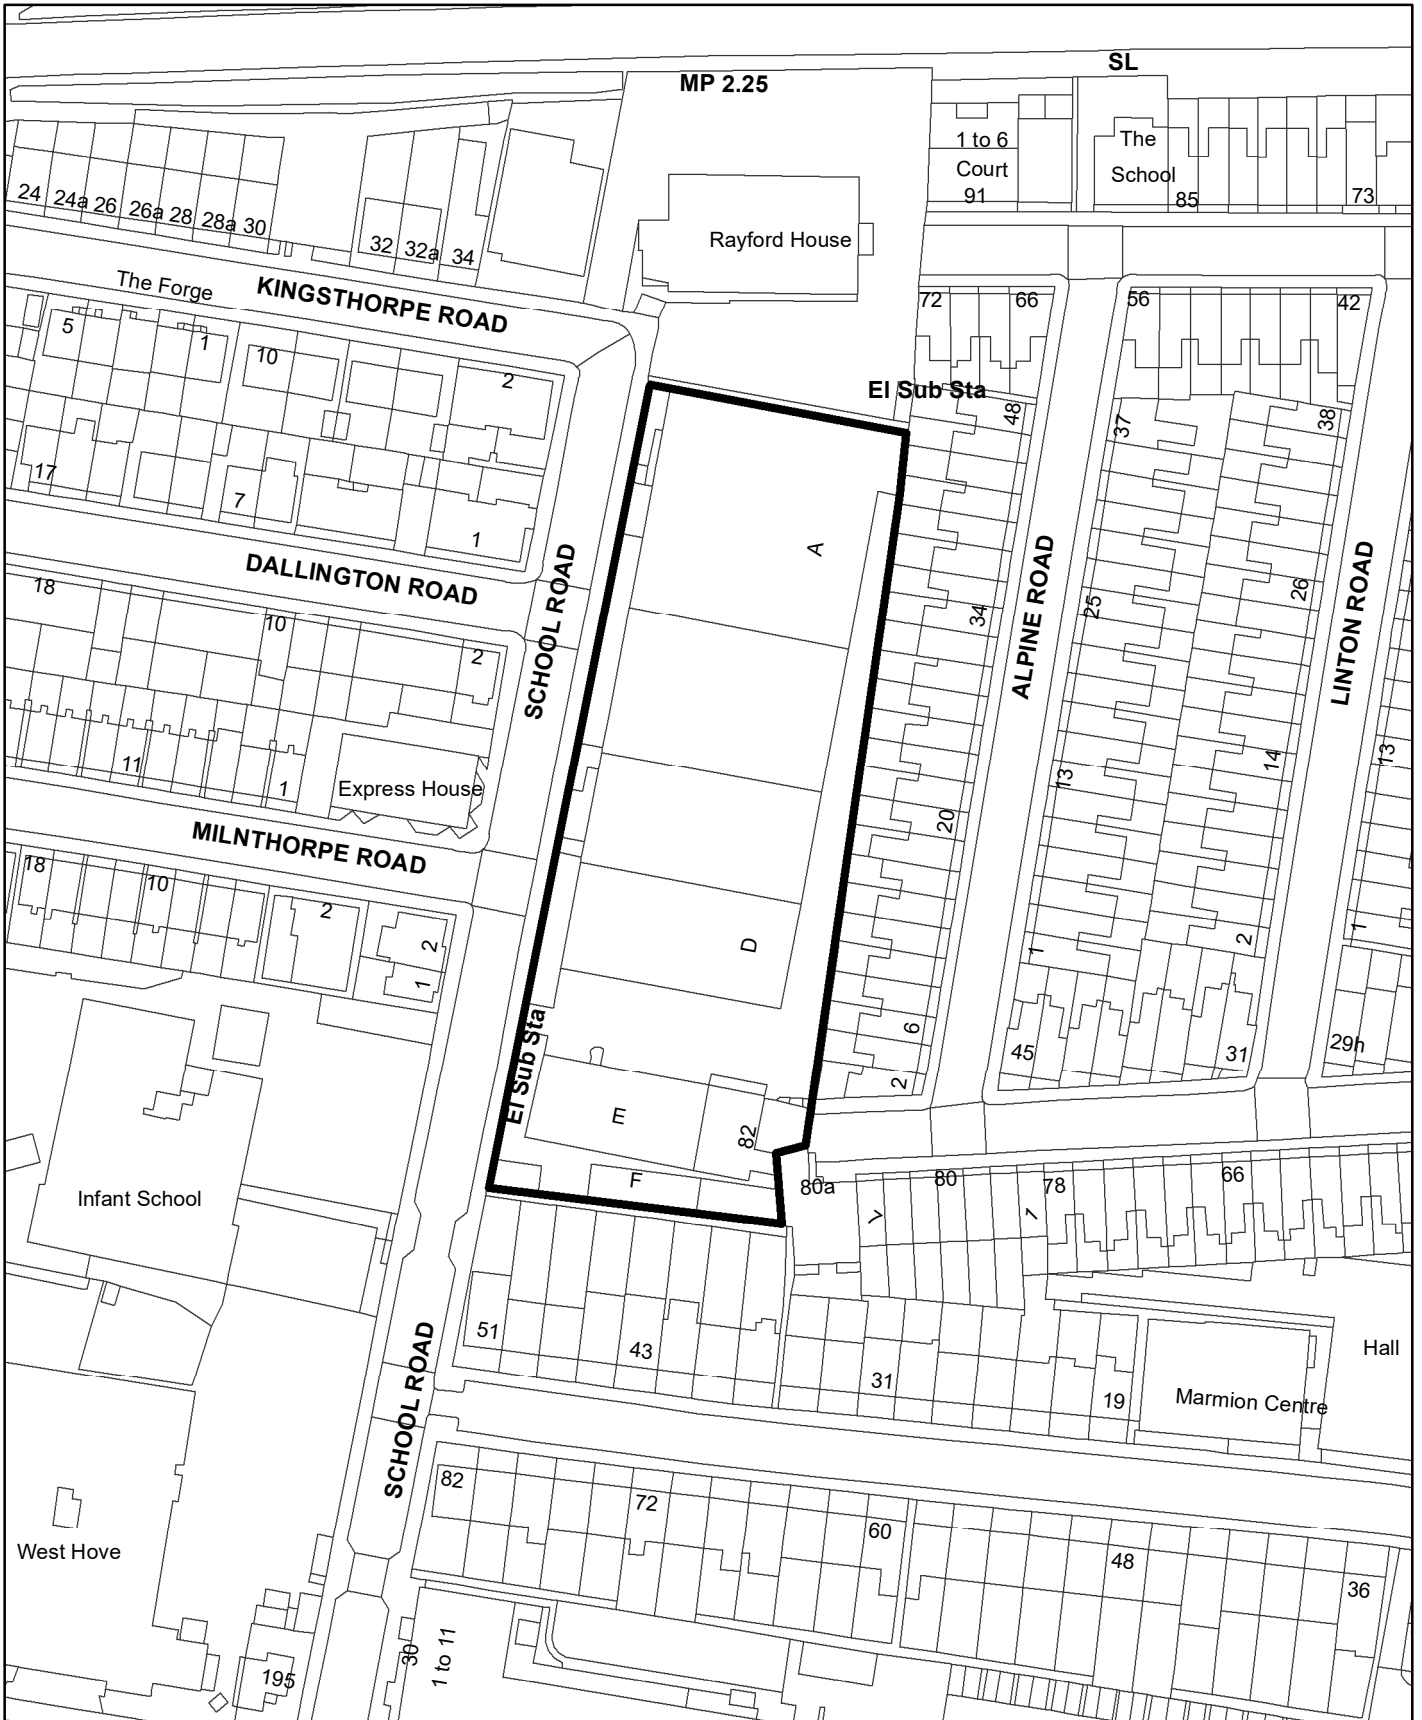 SL
MP 2.25
1 to 6
Court
91
The
School
85
73
24
24a
26
26a
28
28a
30
32
32a
34
Rayford House
The Forge
KINGSTHORPE ROAD
72
66
56
42
5
1
10
2
El Sub Sta
48
37
38
17
7
1
A
DALLINGTON ROAD
SCHOOL ROAD
ALPINE ROAD
LINTON ROAD
18
10
2
34
25
26
11
1
Express House
13
14
13
20
MILNTHORPE ROAD
18
10
2
2
1
D
1
2
1
El Sub Sta
6
2
45
31
29h
E
82
F
80a
80
78
66
7
1
Infant School
51
43
31
19
Hall
Marmion Centre
SCHOOL ROAD
82
72
60
48
36
West Hove
195
30
1 to 11